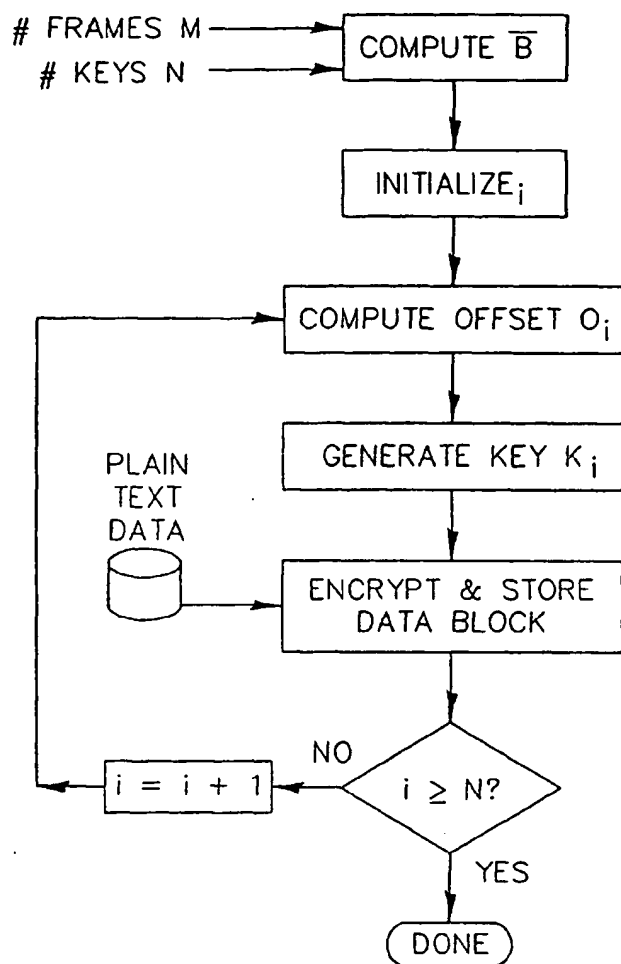 # FRAMES M
# KEYS N
COMPUTE B̅
INITIALIZEᵢ
COMPUTE OFFSET Oᵢ
GENERATE KEY Kᵢ
PLAIN
TEXT
DATA
ENCRYPT & STORE
DATA BLOCK
NO
i = i + 1
i ≥ N?
YES
DONE